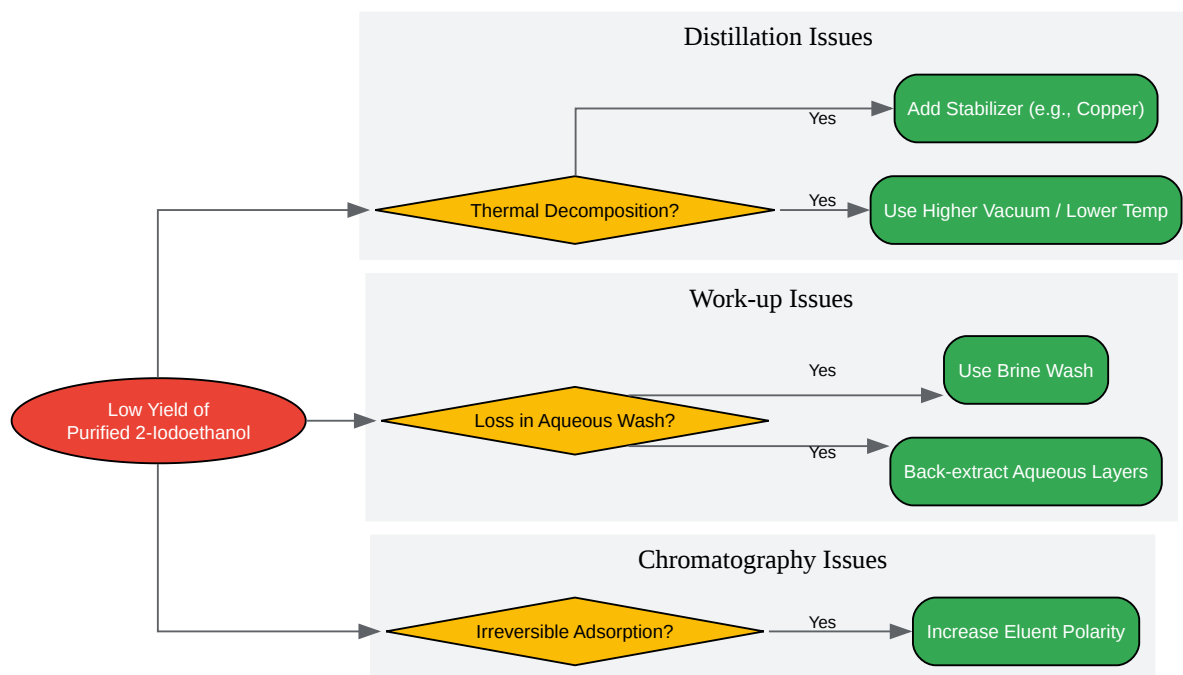 Distillation Issues
Add Stabilizer (e.g., Copper)
Yes
Thermal Decomposition?
Yes
Use Higher Vacuum / Lower Temp
Work-up Issues
Yes
Use Brine Wash
Low Yield of
Purified 2-Iodoethanol
Loss in Aqueous Wash?
Yes
Back-extract Aqueous Layers
Chromatography Issues
Irreversible Adsorption?
Yes
Increase Eluent Polarity